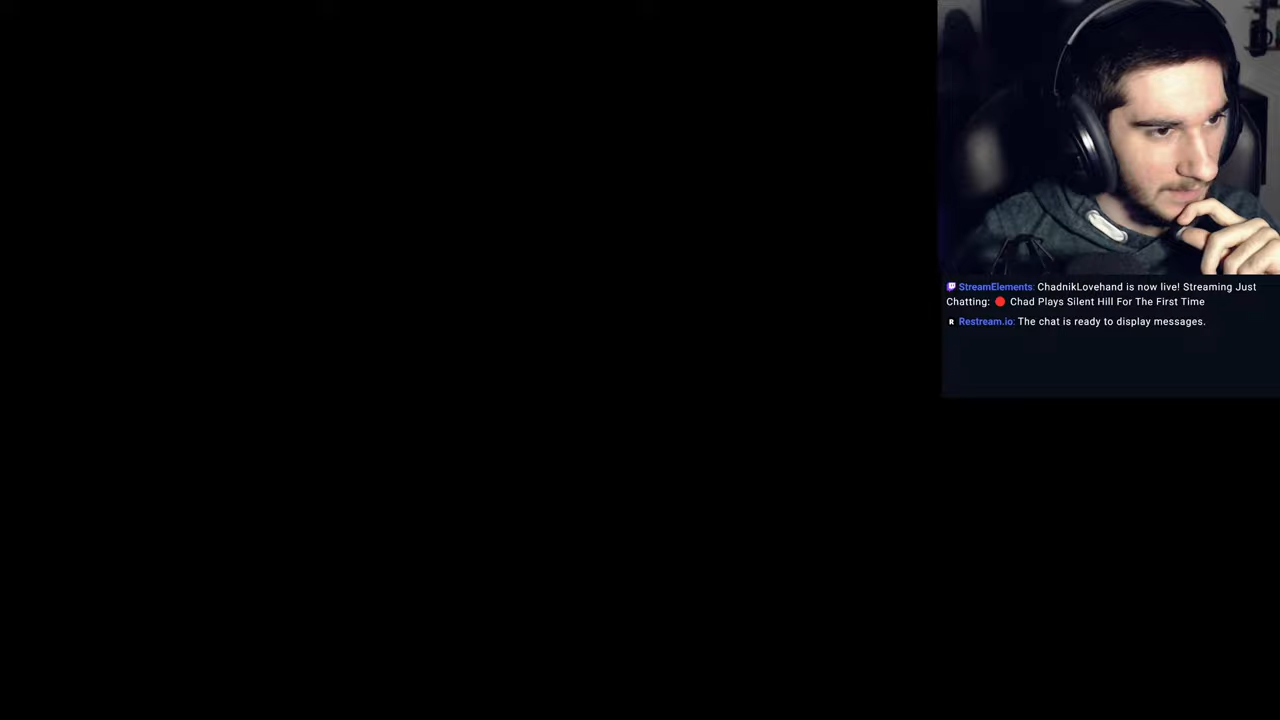 StreamElements: ChadnikLovehand is now live! Streaming Just
Chatting: 🔴 Chad Plays Silent Hill For The First Time
R Restream.io: The chat is ready to display messages.